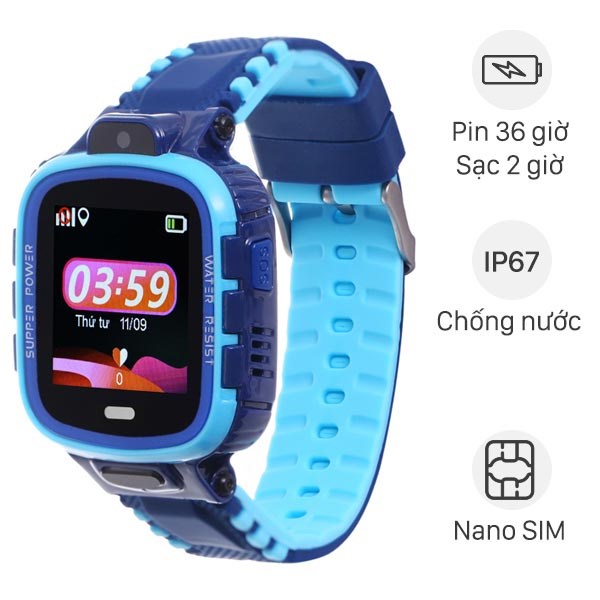 03:59
Thứ tư 11/09
0
SUPPER POWER
WATER RESIST
SOS
Pin 36 giờ
Sạc 2 giờ
IP67
Chống nước
Nano SIM